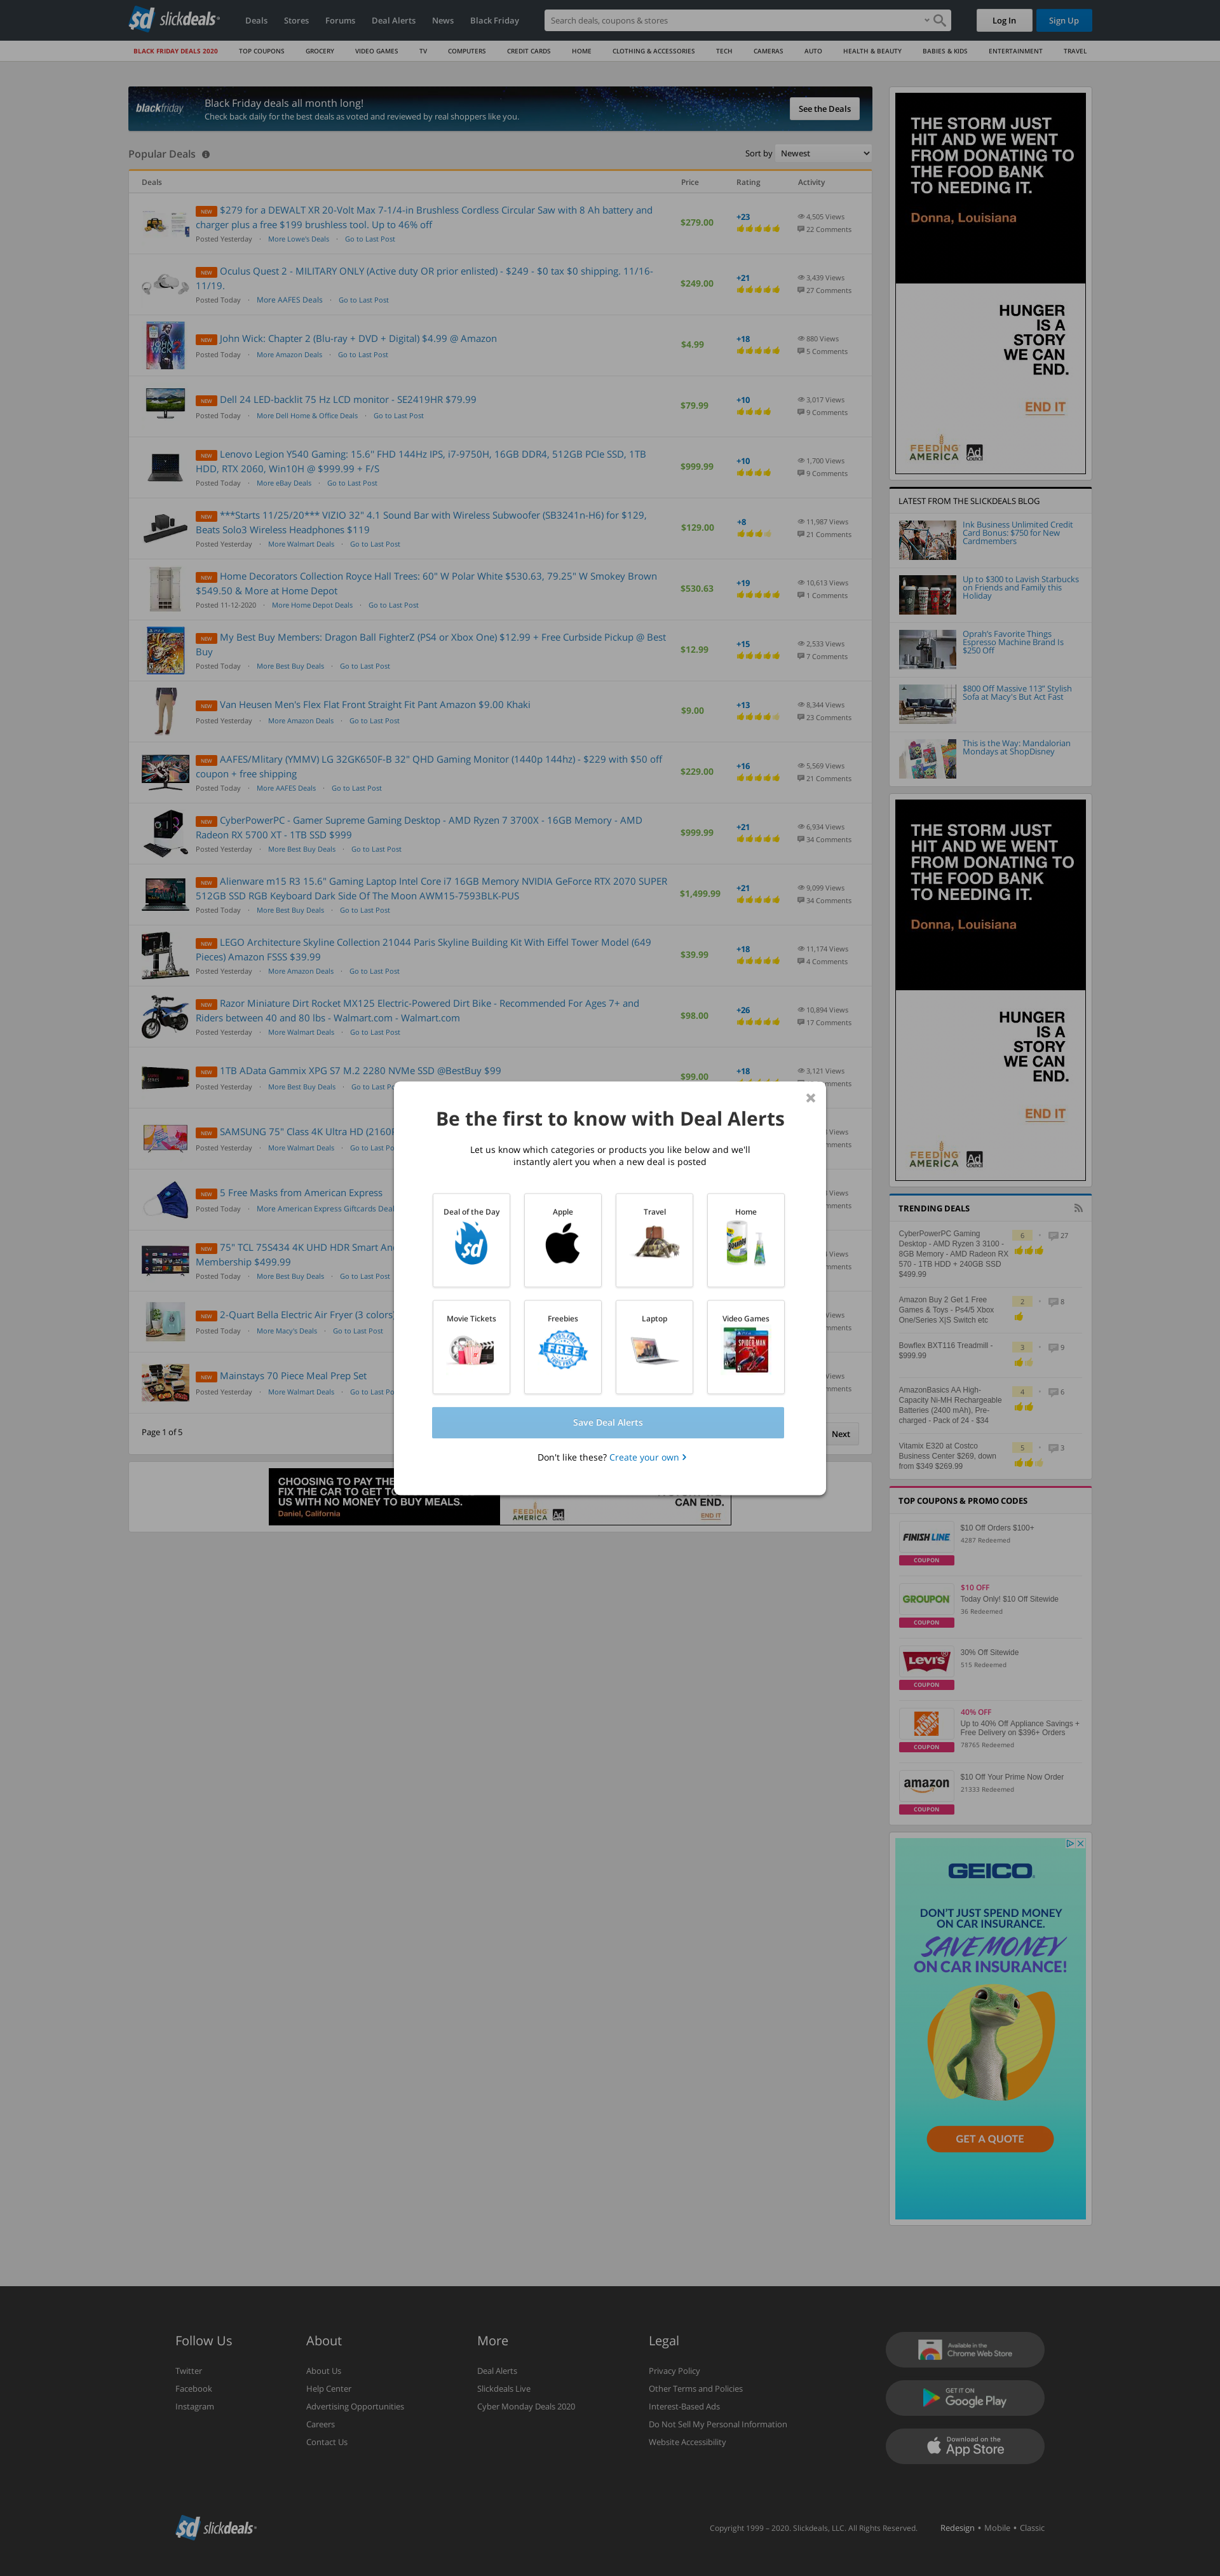 slickdeals
Deals
Stores
Forums
Deal Alerts
News
Black Friday
Search deals, coupons & stores
Log In
Sign Up
BLACK FRIDAY DEALS 2020
TOP COUPONS
GROCERY
VIDEO GAMES
TV
COMPUTERS
CREDIT CARDS
HOME
CLOTHING & ACCESSORIES
TECH
CAMERAS
AUTO
HEALTH & BEAUTY
BABIES & KIDS
ENTERTAINMENT
TRAVEL
blackfriday
Black Friday deals all month long!
Check back daily for the best deals as voted and reviewed by real shoppers like you.
See the Deals
Popular Deals
Sort by Newest
Deals Price Rating Activity
NEW $279 for a DEWALT XR 20-Volt Max 7-1/4-in Brushless Cordless Circular Saw with 8 Ah battery and
charger plus a free $199 brushless tool. Up to 46% off
Posted Yesterday · More Lowe's Deals · Go to Last Post
$279.00
+23
4,505 Views
22 Comments
NEW Oculus Quest 2 - MILITARY ONLY (Active duty OR prior enlisted) - $249 - $0 tax $0 shipping. 11/16-
11/19.
Posted Today · More AAFES Deals · Go to Last Post
$249.00
+21
3,439 Views
27 Comments
NEW John Wick: Chapter 2 (Blu-ray + DVD + Digital) $4.99 @ Amazon
Posted Today · More Amazon Deals · Go to Last Post
$4.99
+18
880 Views
5 Comments
NEW Dell 24 LED-backlit 75 Hz LCD monitor - SE2419HR $79.99
Posted Today · More Dell Home & Office Deals · Go to Last Post
$79.99
+10
3,017 Views
9 Comments
NEW Lenovo Legion Y540 Gaming: 15.6" FHD 144Hz IPS, i7-9750H, 16GB DDR4, 512GB PCIe SSD, 1TB
HDD, RTX 2060, Win10H @ $999.99 + F/S
Posted Today · More eBay Deals · Go to Last Post
$999.99
+10
1,700 Views
9 Comments
NEW ***Starts 11/25/20*** VIZIO 32" 4.1 Sound Bar with Wireless Subwoofer (SB3241n-H6) for $129,
Beats Solo3 Wireless Headphones $119
Posted Yesterday · More Walmart Deals · Go to Last Post
$129.00
+8
11,987 Views
21 Comments
NEW Home Decorators Collection Royce Hall Trees: 60" W Polar White $530.63, 79.25" W Smokey Brown
$549.50 & More at Home Depot
Posted 11-12-2020 · More Home Depot Deals · Go to Last Post
$530.63
+19
10,613 Views
1 Comments
NEW My Best Buy Members: Dragon Ball FighterZ (PS4 or Xbox One) $12.99 + Free Curbside Pickup @ Best
Buy
Posted Today · More Best Buy Deals · Go to Last Post
$12.99
+15
2,533 Views
7 Comments
NEW Van Heusen Men's Flex Flat Front Straight Fit Pant Amazon $9.00 Khaki
Posted Yesterday · More Amazon Deals · Go to Last Post
$9.00
+13
8,344 Views
23 Comments
NEW AAFES/Mlitary (YMMV) LG 32GK650F-B 32" QHD Gaming Monitor (1440p 144hz) - $229 with $50 off
coupon + free shipping
Posted Today · More AAFES Deals · Go to Last Post
$229.00
+16
5,569 Views
21 Comments
NEW CyberPowerPC - Gamer Supreme Gaming Desktop - AMD Ryzen 7 3700X - 16GB Memory - AMD
Radeon RX 5700 XT - 1TB SSD $999
Posted Yesterday · More Best Buy Deals · Go to Last Post
$999.99
+21
6,934 Views
34 Comments
NEW Alienware m15 R3 15.6" Gaming Laptop Intel Core i7 16GB Memory NVIDIA GeForce RTX 2070 SUPER
512GB SSD RGB Keyboard Dark Side Of The Moon AWM15-7593BLK-PUS
Posted Today · More Best Buy Deals · Go to Last Post
$1,499.99
+21
9,099 Views
34 Comments
NEW LEGO Architecture Skyline Collection 21044 Paris Skyline Building Kit With Eiffel Tower Model (649
Pieces) Amazon FSSS $39.99
Posted Yesterday · More Amazon Deals · Go to Last Post
$39.99
+18
11,174 Views
4 Comments
NEW Razor Miniature Dirt Rocket MX125 Electric-Powered Dirt Bike - Recommended For Ages 7+ and
Riders between 40 and 80 lbs - Walmart.com - Walmart.com
Posted Yesterday · More Walmart Deals · Go to Last Post
$98.00
+26
10,894 Views
17 Comments
NEW 1TB AData Gammix XPG S7 M.2 2280 NVMe SSD @BestBuy $99
Posted Yesterday · More Best Buy Deals · Go to Last
$99.00
+18
3,121 Views
NEW SAMSUNG 75" Class 4K Ultra HD
Posted Yesterday · More Walmart Deals · Go to Last
Views
NEW 5 Free Masks from American Express
Posted Today · More American Express Giftcards
Views
NEW 75" TCL 75S434 4K UHD HDR Smart
Membership $499.99
Posted Today · More Best Buy Deals · Go to Last Post
Views
NEW 2-Quart Bella Electric Air Fryer (3 colors)
Posted Today · More Macy's Deals · Go to Last Post
Views
NEW Mainstays 70 Piece Meal Prep Set
Posted Yesterday · More Walmart Deals · Go to Last
Views
Page 1 of 5
Next
Be the first to know with Deal Alerts
Let us know which categories or products you like below and we'll
instantly alert you when a new deal is posted
Deal of the Day
Apple
Travel
Home
Movie Tickets
Freebies
Laptop
Video Games
FREE
Save Deal Alerts
Don't like these? Create your own
CHOOSING TO PAY THE
FIX THE CAR TO GET TO
US WITH NO MONEY TO BUY MEALS.
Daniel, California
CAN END.
FEEDING
AMERICA
END IT
THE STORM JUST
HIT AND WE WENT
FROM DONATING TO
THE FOOD BANK
TO NEEDING IT.
Donna, Louisiana
HUNGER
IS A
STORY
WE CAN
END.
END IT
FEEDING
AMERICA
Ad
Council
LATEST FROM THE SLICKDEALS BLOG
Ink Business Unlimited Credit
Card Bonus: $750 for New
Cardmembers
Up to $300 to Lavish Starbucks
on Friends and Family this
Holiday
Oprah's Favorite Things
Espresso Machine Brand Is
$250 Off
$800 Off Massive 113" Stylish
Sofa at Macy's But Act Fast
This is the Way: Mandalorian
Mondays at ShopDisney
THE STORM JUST
HIT AND WE WENT
FROM DONATING TO
THE FOOD BANK
TO NEEDING IT.
Donna, Louisiana
HUNGER
IS A
STORY
WE CAN
END.
END IT
FEEDING
AMERICA
Ad
Council
TRENDING DEALS
CyberPowerPC Gaming
Desktop - AMD Ryzen 3 3100 -
8GB Memory - AMD Radeon RX
570 - 1TB HDD + 240GB SSD
$499.99
6 27
Amazon Buy 2 Get 1 Free
Games & Toys - Ps4/5 Xbox
One/Series X|S Switch etc
2 8
Bowflex BXT116 Treadmill -
$999.99
3 9
AmazonBasics AA High-
Capacity Ni-MH Rechargeable
Batteries (2400 mAh), Pre-
charged - Pack of 24 - $34
4 6
Vitamix E320 at Costco
Business Center $269, down
from $349 $269.99
5 3
TOP COUPONS & PROMO CODES
FINISH LINE
COUPON
$10 Off Orders $100+
4287 Redeemed
GROUPON
COUPON
$10 OFF
Today Only! $10 Off Sitewide
36 Redeemed
LEVI'S
COUPON
30% Off Sitewide
515 Redeemed
COUPON
40% OFF
Up to 40% Off Appliance Savings +
Free Delivery on $396+ Orders
78765 Redeemed
amazon
COUPON
$10 Off Your Prime Now Order
21333 Redeemed
GEICO
DON'T JUST SPEND MONEY
ON CAR INSURANCE.
SAVE MONEY
ON CAR INSURANCE!
GET A QUOTE
Follow Us
Twitter
Facebook
Instagram
About
About Us
Help Center
Advertising Opportunities
Careers
Contact Us
More
Deal Alerts
Slickdeals Live
Cyber Monday Deals 2020
Legal
Privacy Policy
Other Terms and Policies
Interest-Based Ads
Do Not Sell My Personal Information
Website Accessibility
Available in the
Chrome Web Store
GET IT ON
Google Play
Download on the
App Store
slickdeals
Copyright 1999 – 2020. Slickdeals, LLC. All Rights Reserved.
Redesign • Mobile • Classic